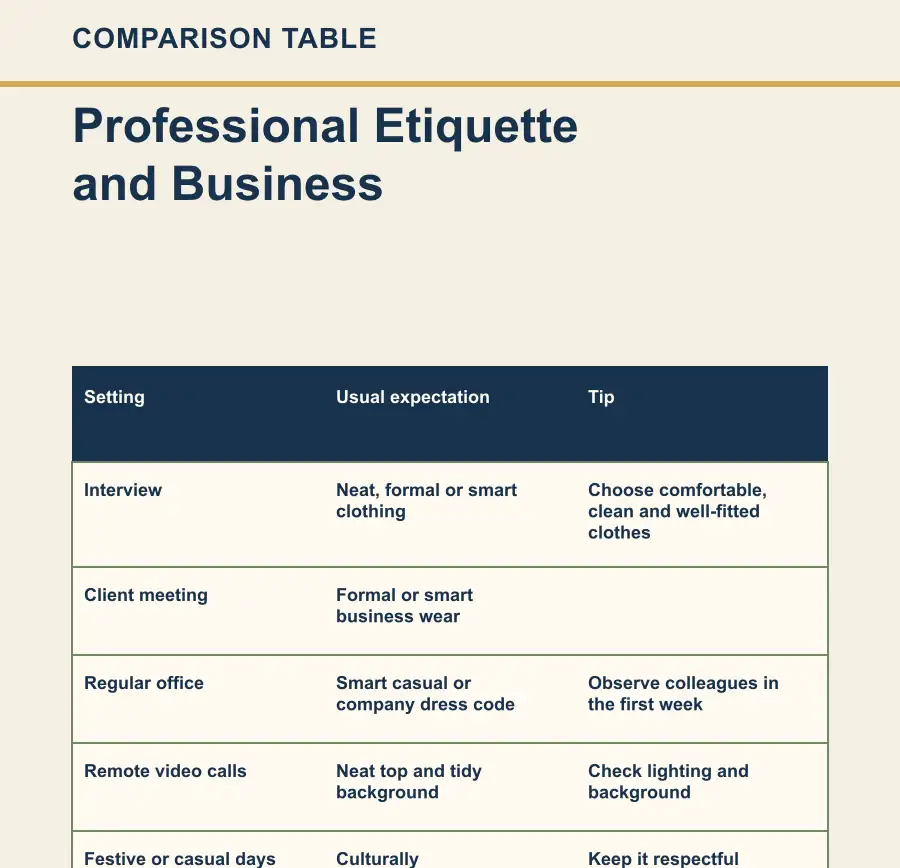 COMPARISON TABLE
Professional Etiquette
and Business
Setting
Usual expectation
Tip
Interview
Neat, formal or smart
clothing
Choose comfortable,
clean and well-fitted
clothes
Client meeting
Formal or smart
business wear
Regular office
Smart casual or
company dress code
Observe colleagues in
the first week
Remote video calls
Neat top and tidy
background
Check lighting and
background
Festive or casual days
Culturally
Keep it respectful